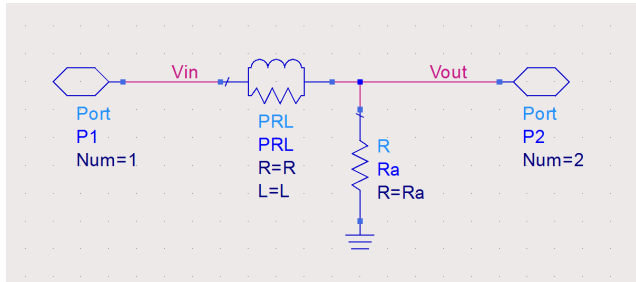 Vin
Vout
Port
P1
Num=1
PRL
PRL
R=R
L=L
R
Ra
R=Ra
Port
P2
Num=2